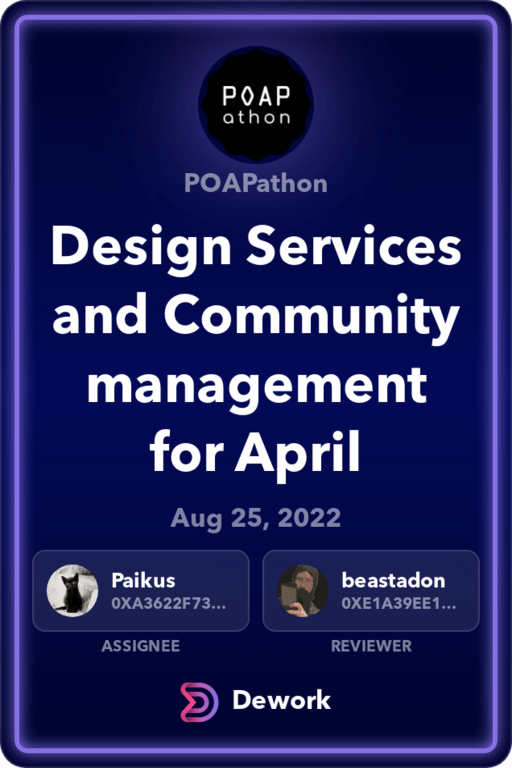 POAP
athon
POAPathon
Design Services
and Community
management
for April
Aug 25, 2022
Paikus
0XA3622F73...
beastadon
0XE1A39EE1...
ASSIGNEE
REVIEWER
Dework